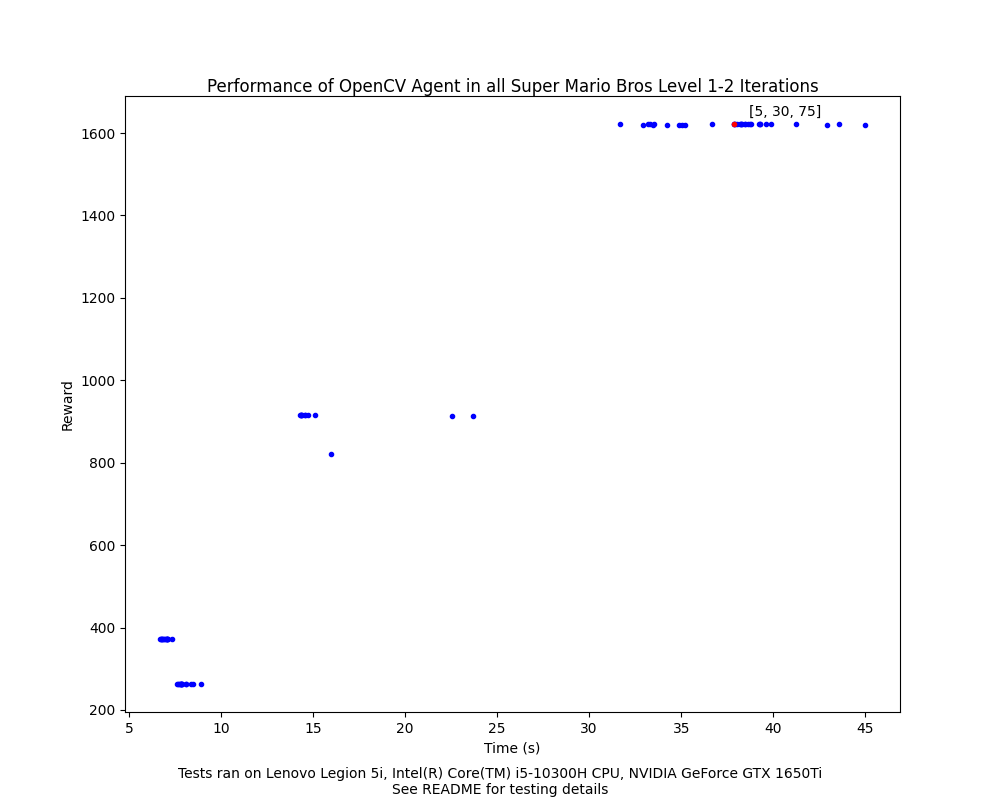 Performance of OpenCV Agent in all Super Mario Bros Level 1-2 Iterations
[5, 30, 75]
1600
1400
1200
1000
800
600
400
200
Reward
5 10 15 20 25 30 35 40 45
Time (s)
Tests ran on Lenovo Legion 5i, Intel(R) Core(TM) i5-10300H CPU, NVIDIA GeForce GTX 1650Ti
See README for testing details